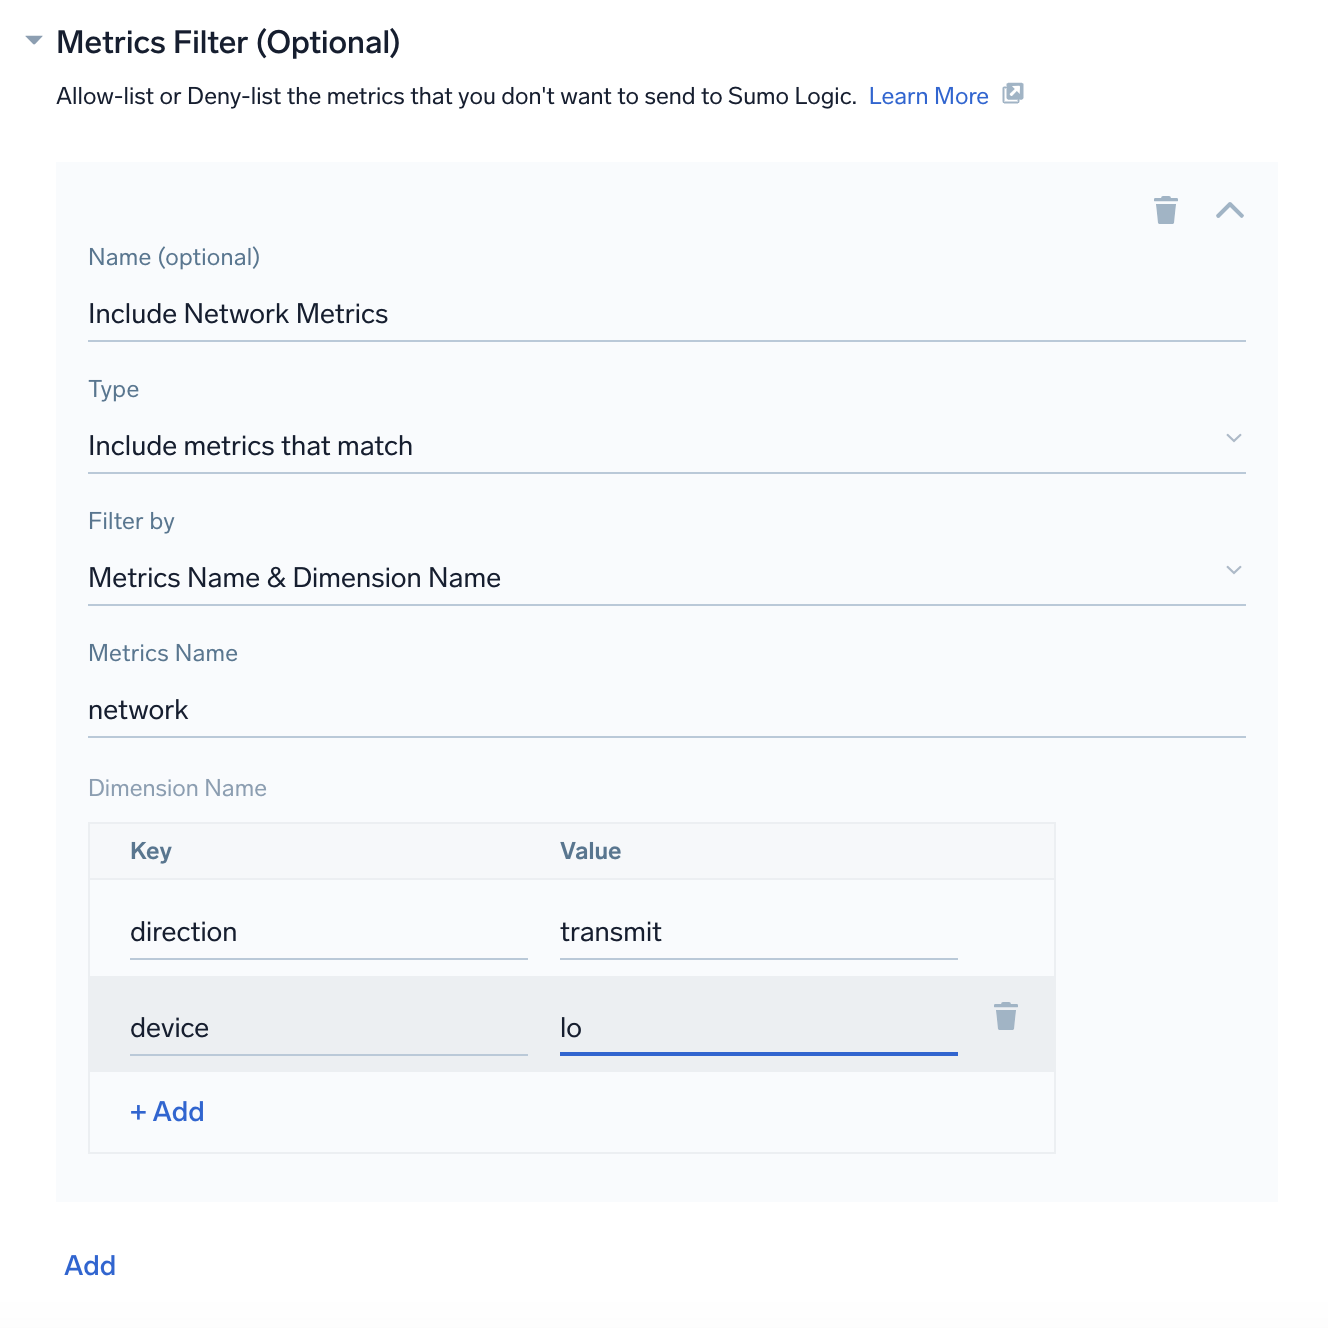 Metrics Filter (Optional)
Allow-list or Deny-list the metrics that you don't want to send to Sumo Logic. Learn More
Name (optional)
Include Network Metrics
Type
Include metrics that match
Filter by
Metrics Name & Dimension Name
Metrics Name
network
Dimension Name
Key Value
direction transmit
device lo
+ Add
Add